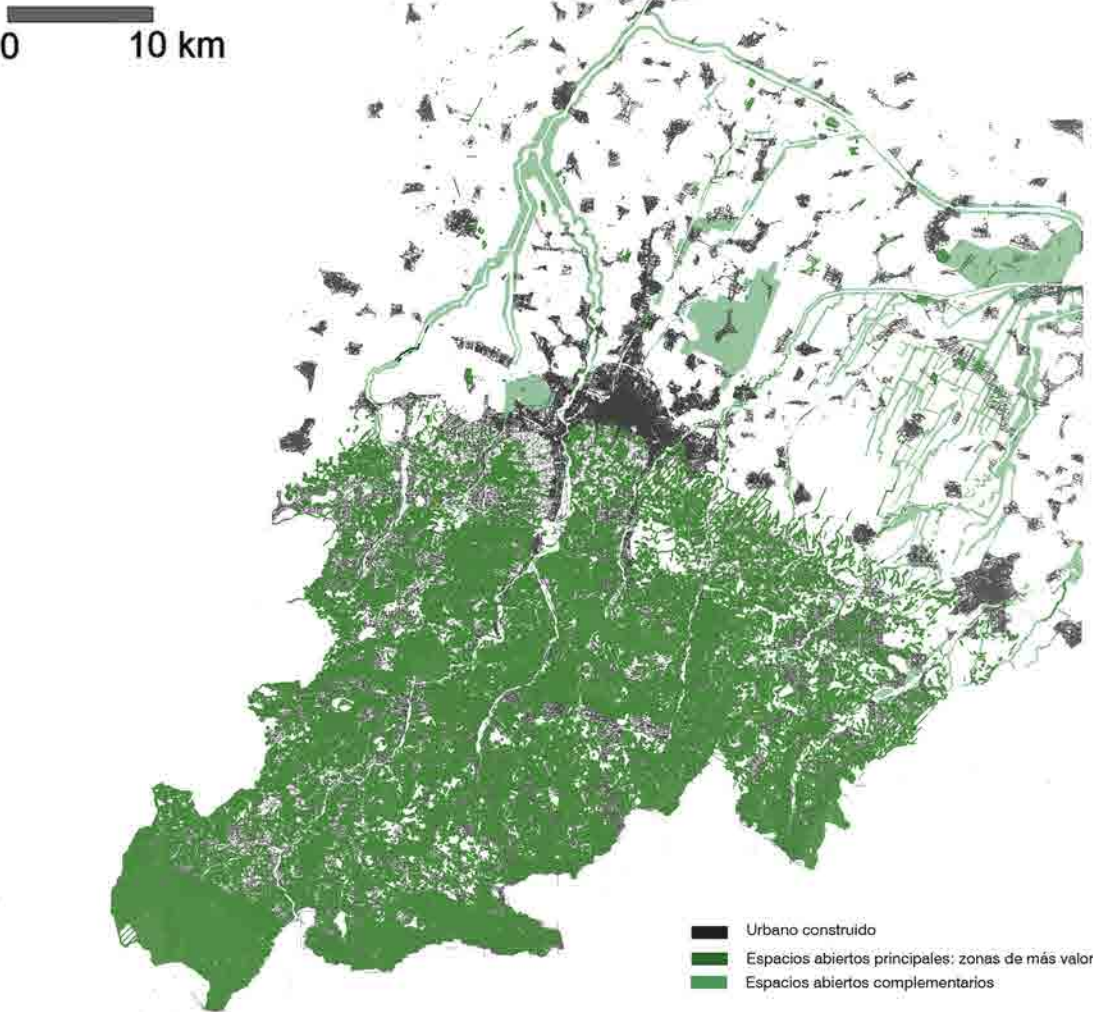 0 10 km
Urbano construido
Espacios abiertos principales: zonas de más valor
Espacios abiertos complementarios